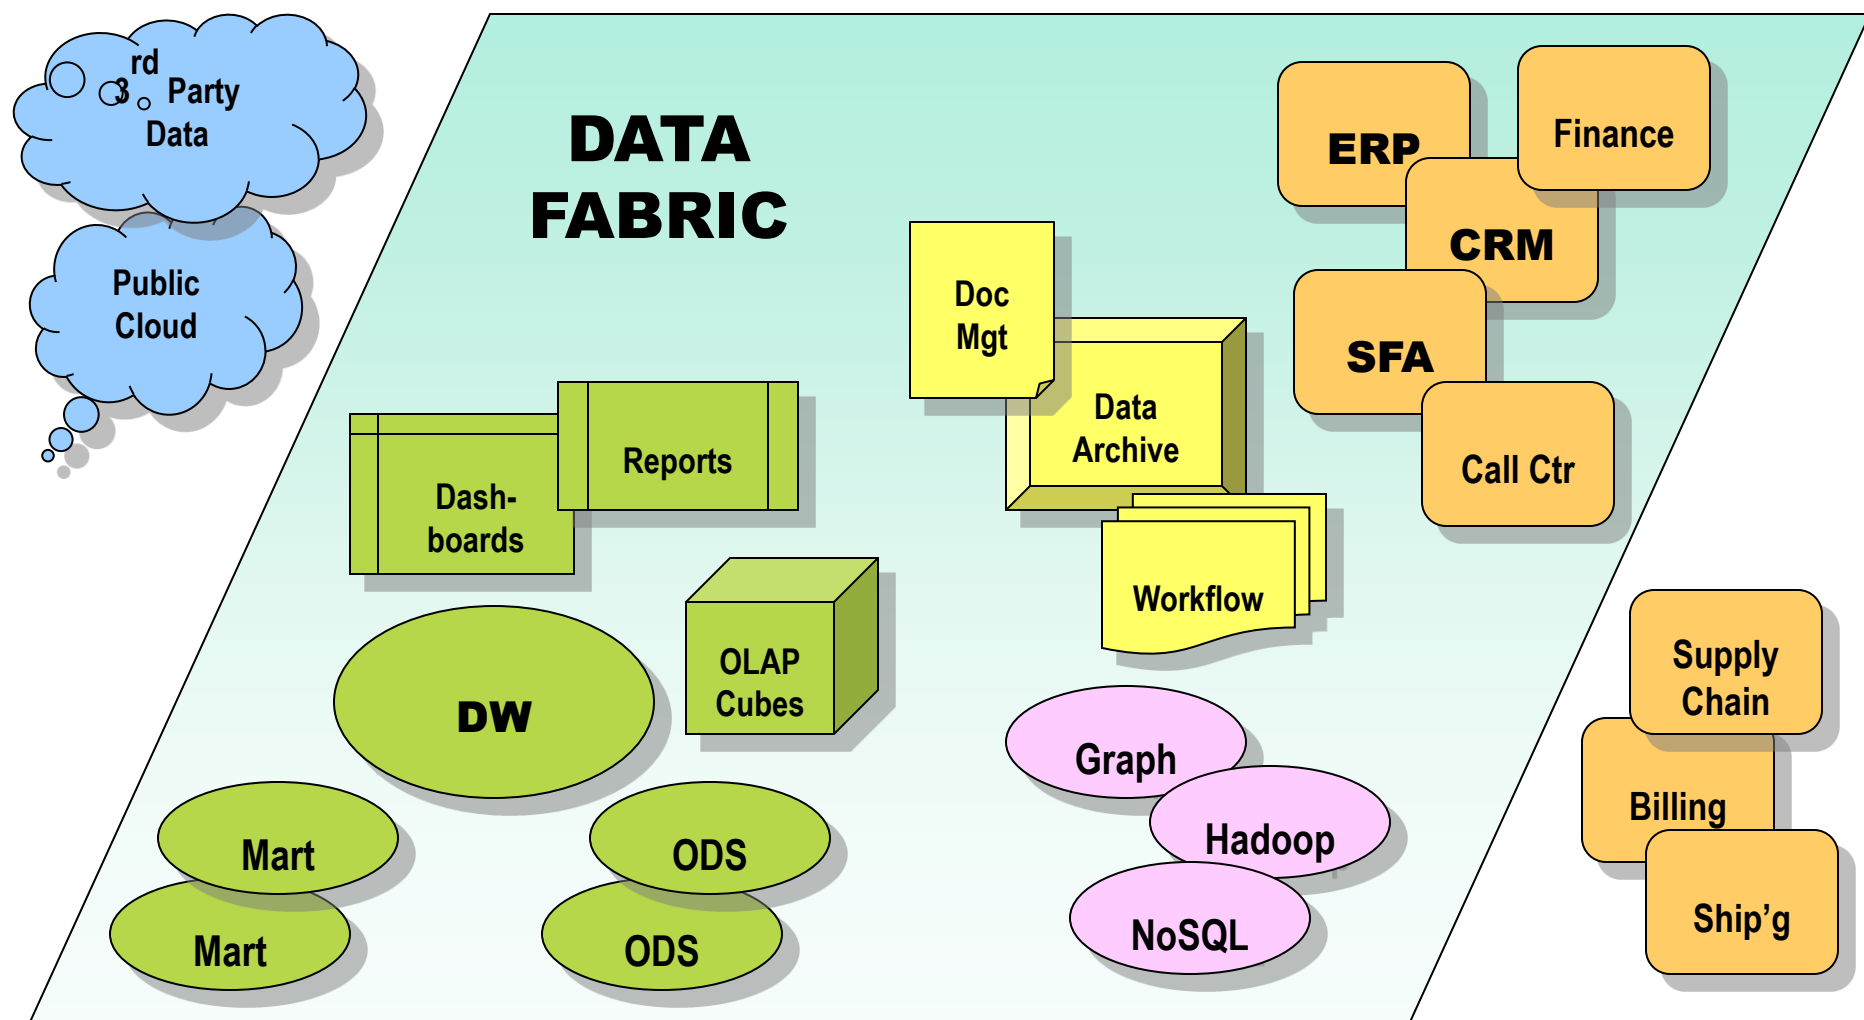 3rd Party
Data
Public
Cloud
DATA
FABRIC
ERP
Finance
CRM
SFA
Call Ctr
Doc
Mgt
Data
Archive
Workflow
Reports
Dash-
boards
OLAP
Cubes
DW
Mart
Mart
ODS
ODS
Graph
Hadoop
NoSQL
Supply
Chain
Billing
Ship’g